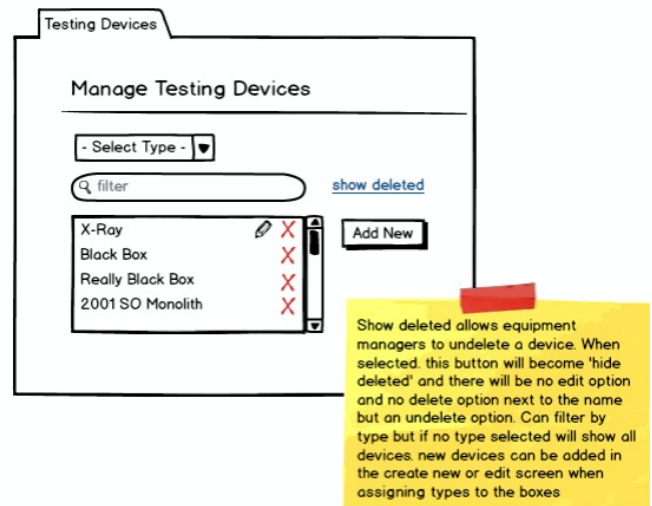 Testing Devices
Manage Testing Devices
- Select Type -
filter
show deleted
X-Ray
Add New
Black Box
Really Black Box
2001 SO Monolith
Show deleted allows equipment
managers to undelete a device. When
selected. this button will become 'hide
deleted' and there will be no edit option
and no delete option next to the name
but an undelete option. Can filter by
type but if no type selected will show all
devices. new devices can be added in
the create new or edit screen when
assigning types to the boxes